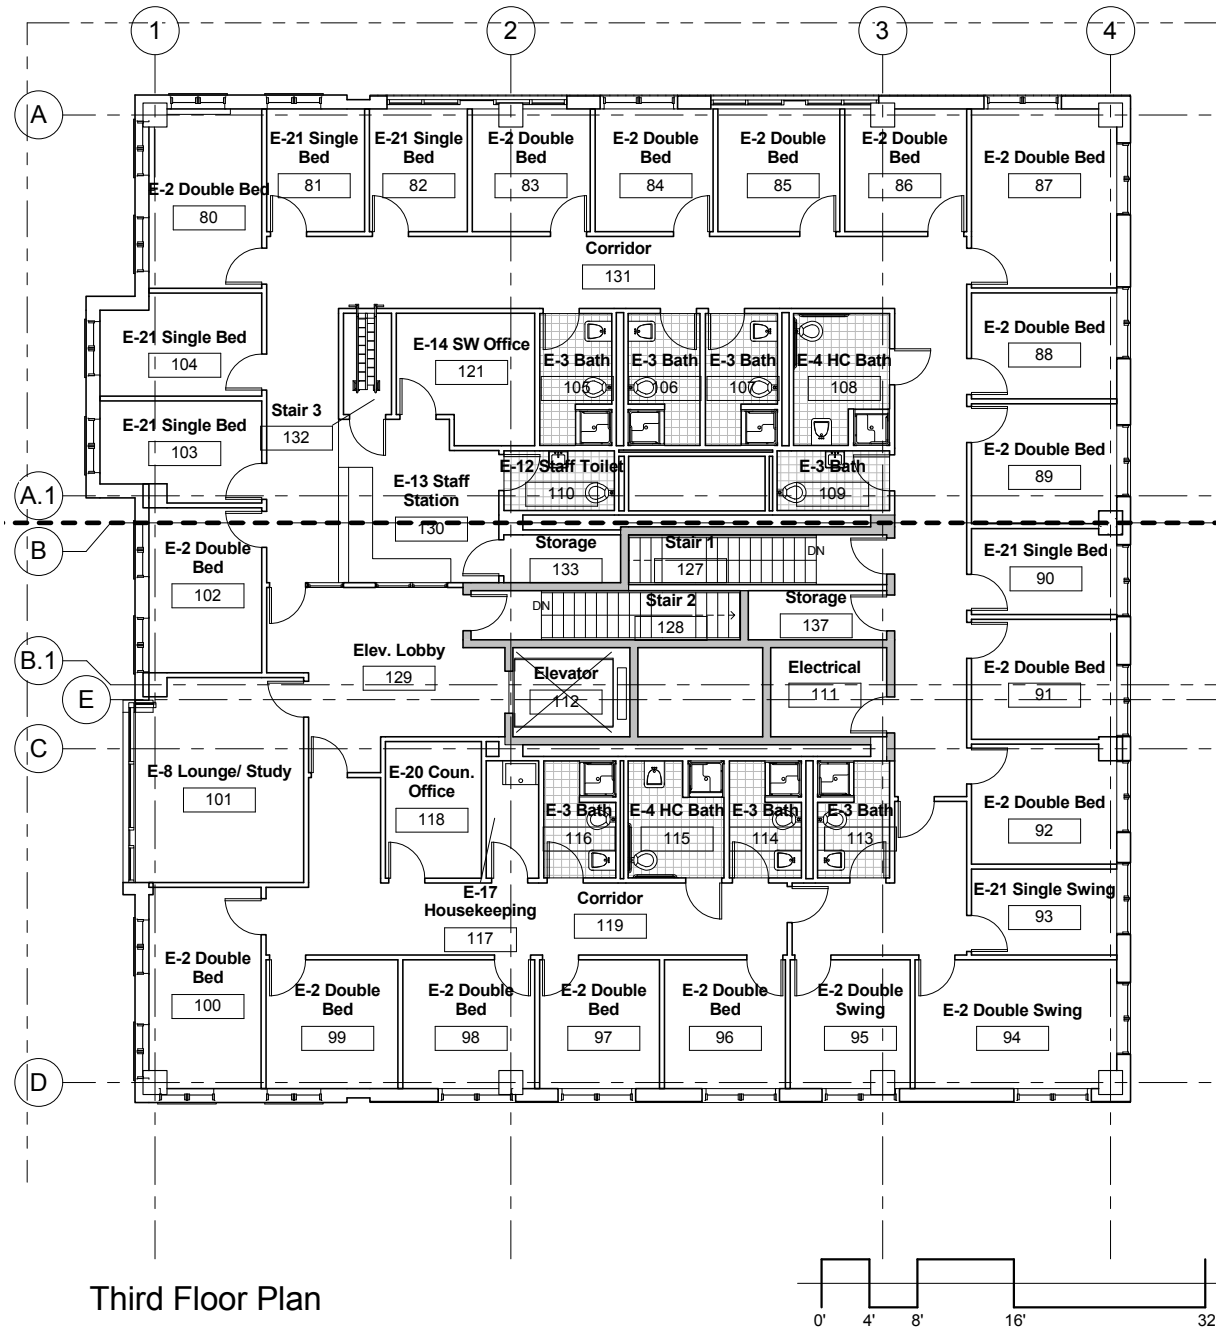 1
2
3
4
A
E-21 Single
Bed
81
E-21 Single
Bed
82
E-2 Double
Bed
83
E-2 Double
Bed
84
E-2 Double
Bed
85
E-2 Double
Bed
86
E-2 Double Bed
87
E-2 Double Bed
80
Corridor
131
E-21 Single Bed
104
E-14 SW Office
121
E-3 Bath
105
E-3 Bath
106
E-3 Bath
107
E-4 HC Bath
108
E-2 Double Bed
88
Stair 3
132
E-21 Single Bed
103
E-2 Double Bed
89
A.1
E-13 Staff
Station
130
E-12 Staff Toilet
110
E-3 Bath
109
B
E-2 Double
Bed
102
Storage
133
Stair 1
127
DN
E-21 Single Bed
90
DN
Stair 2
128
Storage
137
B.1
E
Elev. Lobby
129
Elevator
112
Electrical
111
E-2 Double Bed
91
C
E-8 Lounge/ Study
101
E-20 Coun.
Office
118
E-3 Bath
116
E-4 HC Bath
115
E-3 Bath
114
E-3 Bath
113
E-2 Double Bed
92
E-17
Housekeeping
117
Corridor
119
E-21 Single Swing
93
E-2 Double
Bed
100
E-2 Double
Bed
99
E-2 Double
Bed
98
E-2 Double
Bed
97
E-2 Double
Bed
96
E-2 Double
Swing
95
E-2 Double Swing
94
D
Third Floor Plan
0' 4' 8' 16' 32